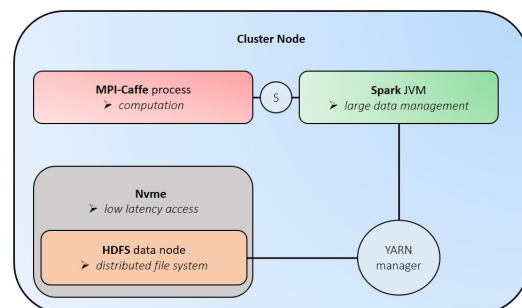 Cluster Node
MPI-Caffe process
➢ computation
S
Spark JVM
➢ large data management
Nvme
➢ low latency access
HDFS data node
➢ distributed file system
YARN
manager